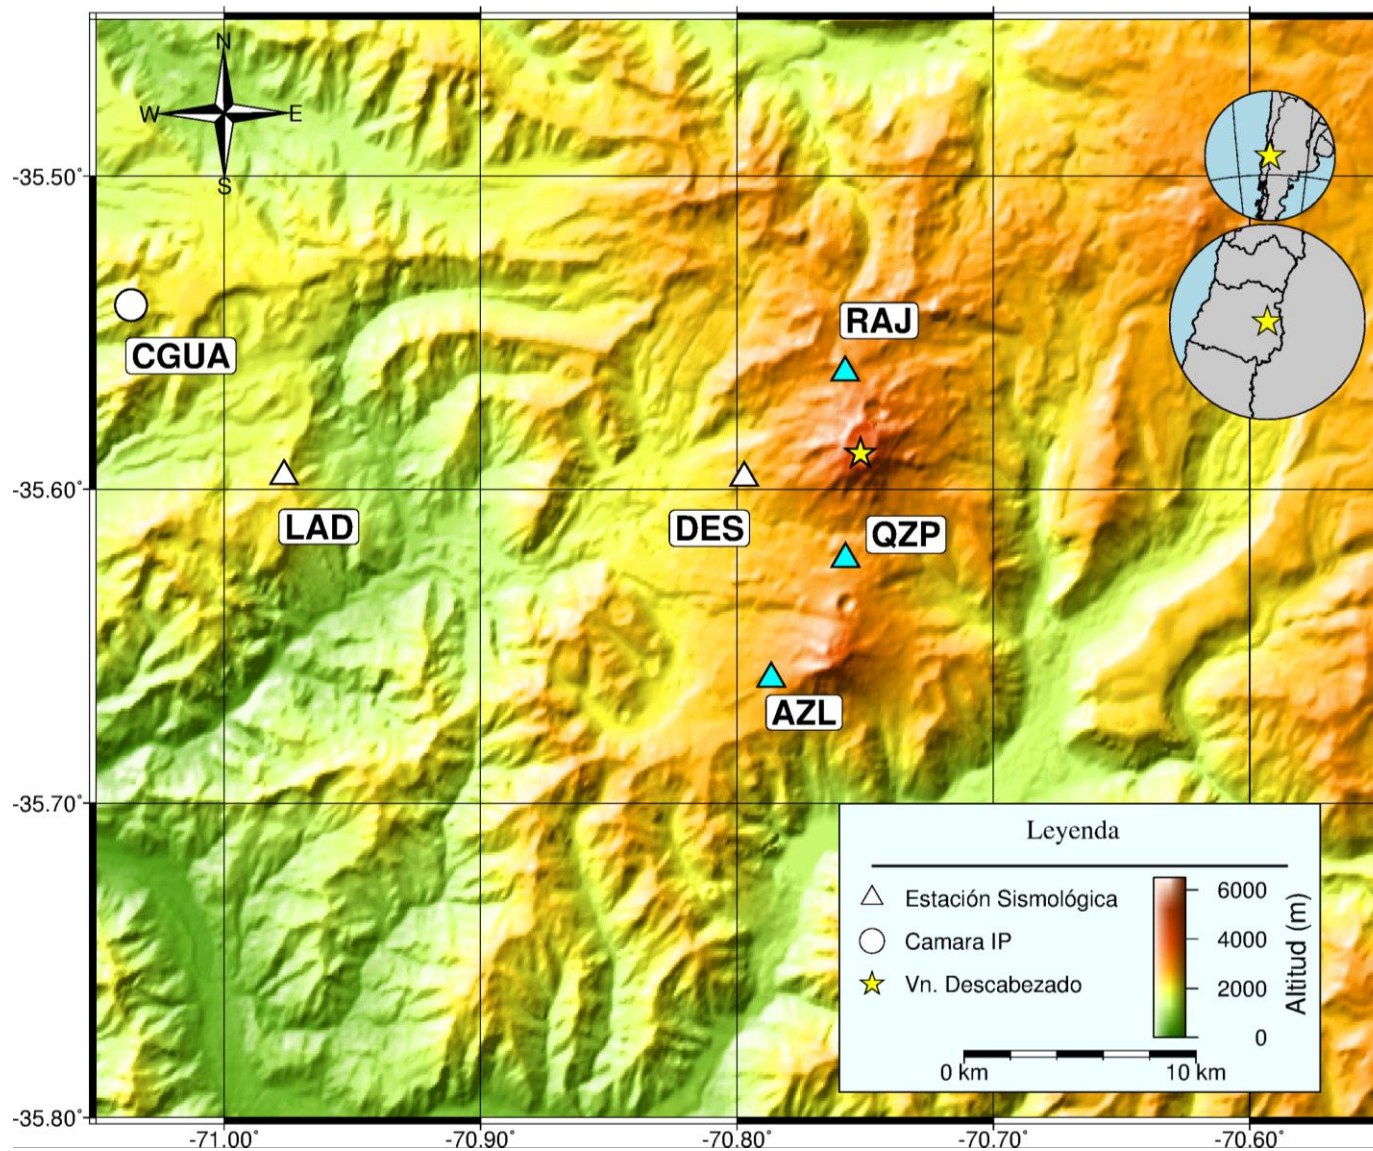 N
W E
S
-35.50°
-35.60°
-35.70°
-35.80°
CGUA
RAJ
LAD
DES
QZP
AZL
Leyenda
Estación Sismológica
Camara IP
Vn. Descabezado
6000
4000
2000
0
Altitud (m)
0 km 10 km
-71.00° -70.90° -70.80° -70.70° -70.60°